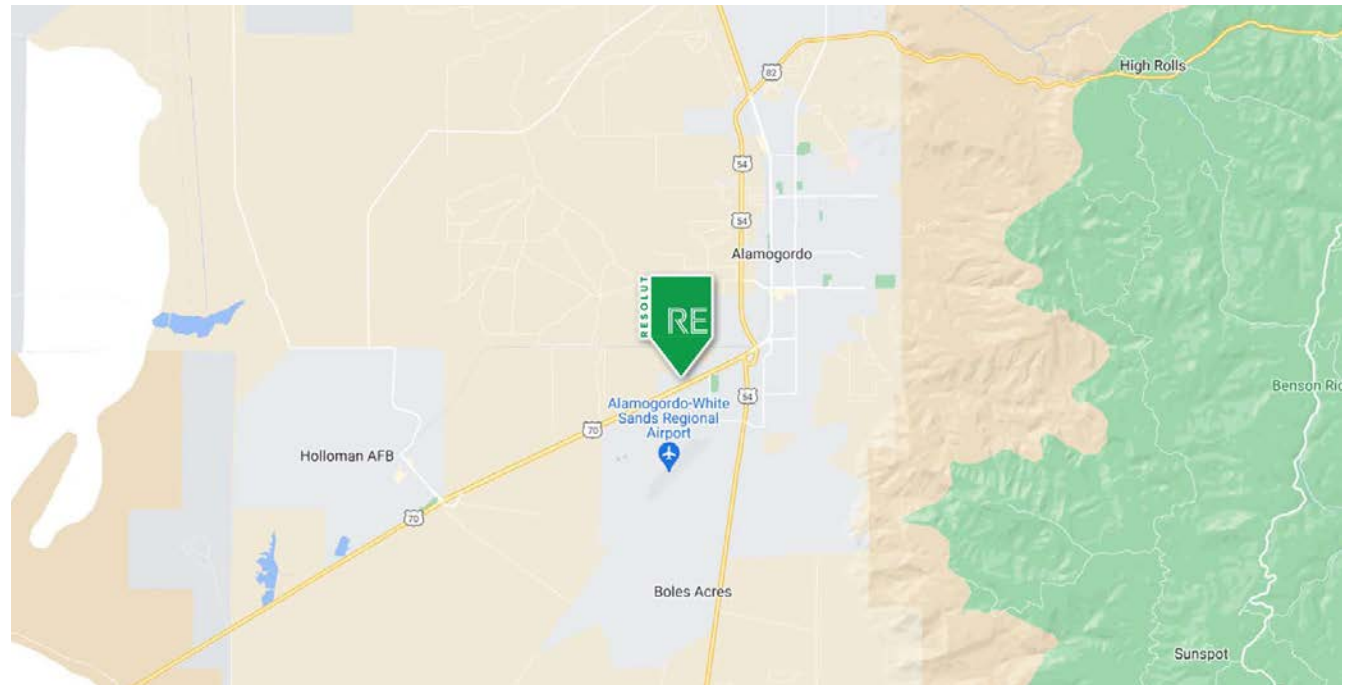 82
High Rolls
54
54
Alamogordo
RESOLUT
RE
Benson Ric
54
Alamogordo-White
Sands Regional
Airport
70
Holloman AFB
70
Boles Acres
Sunspot